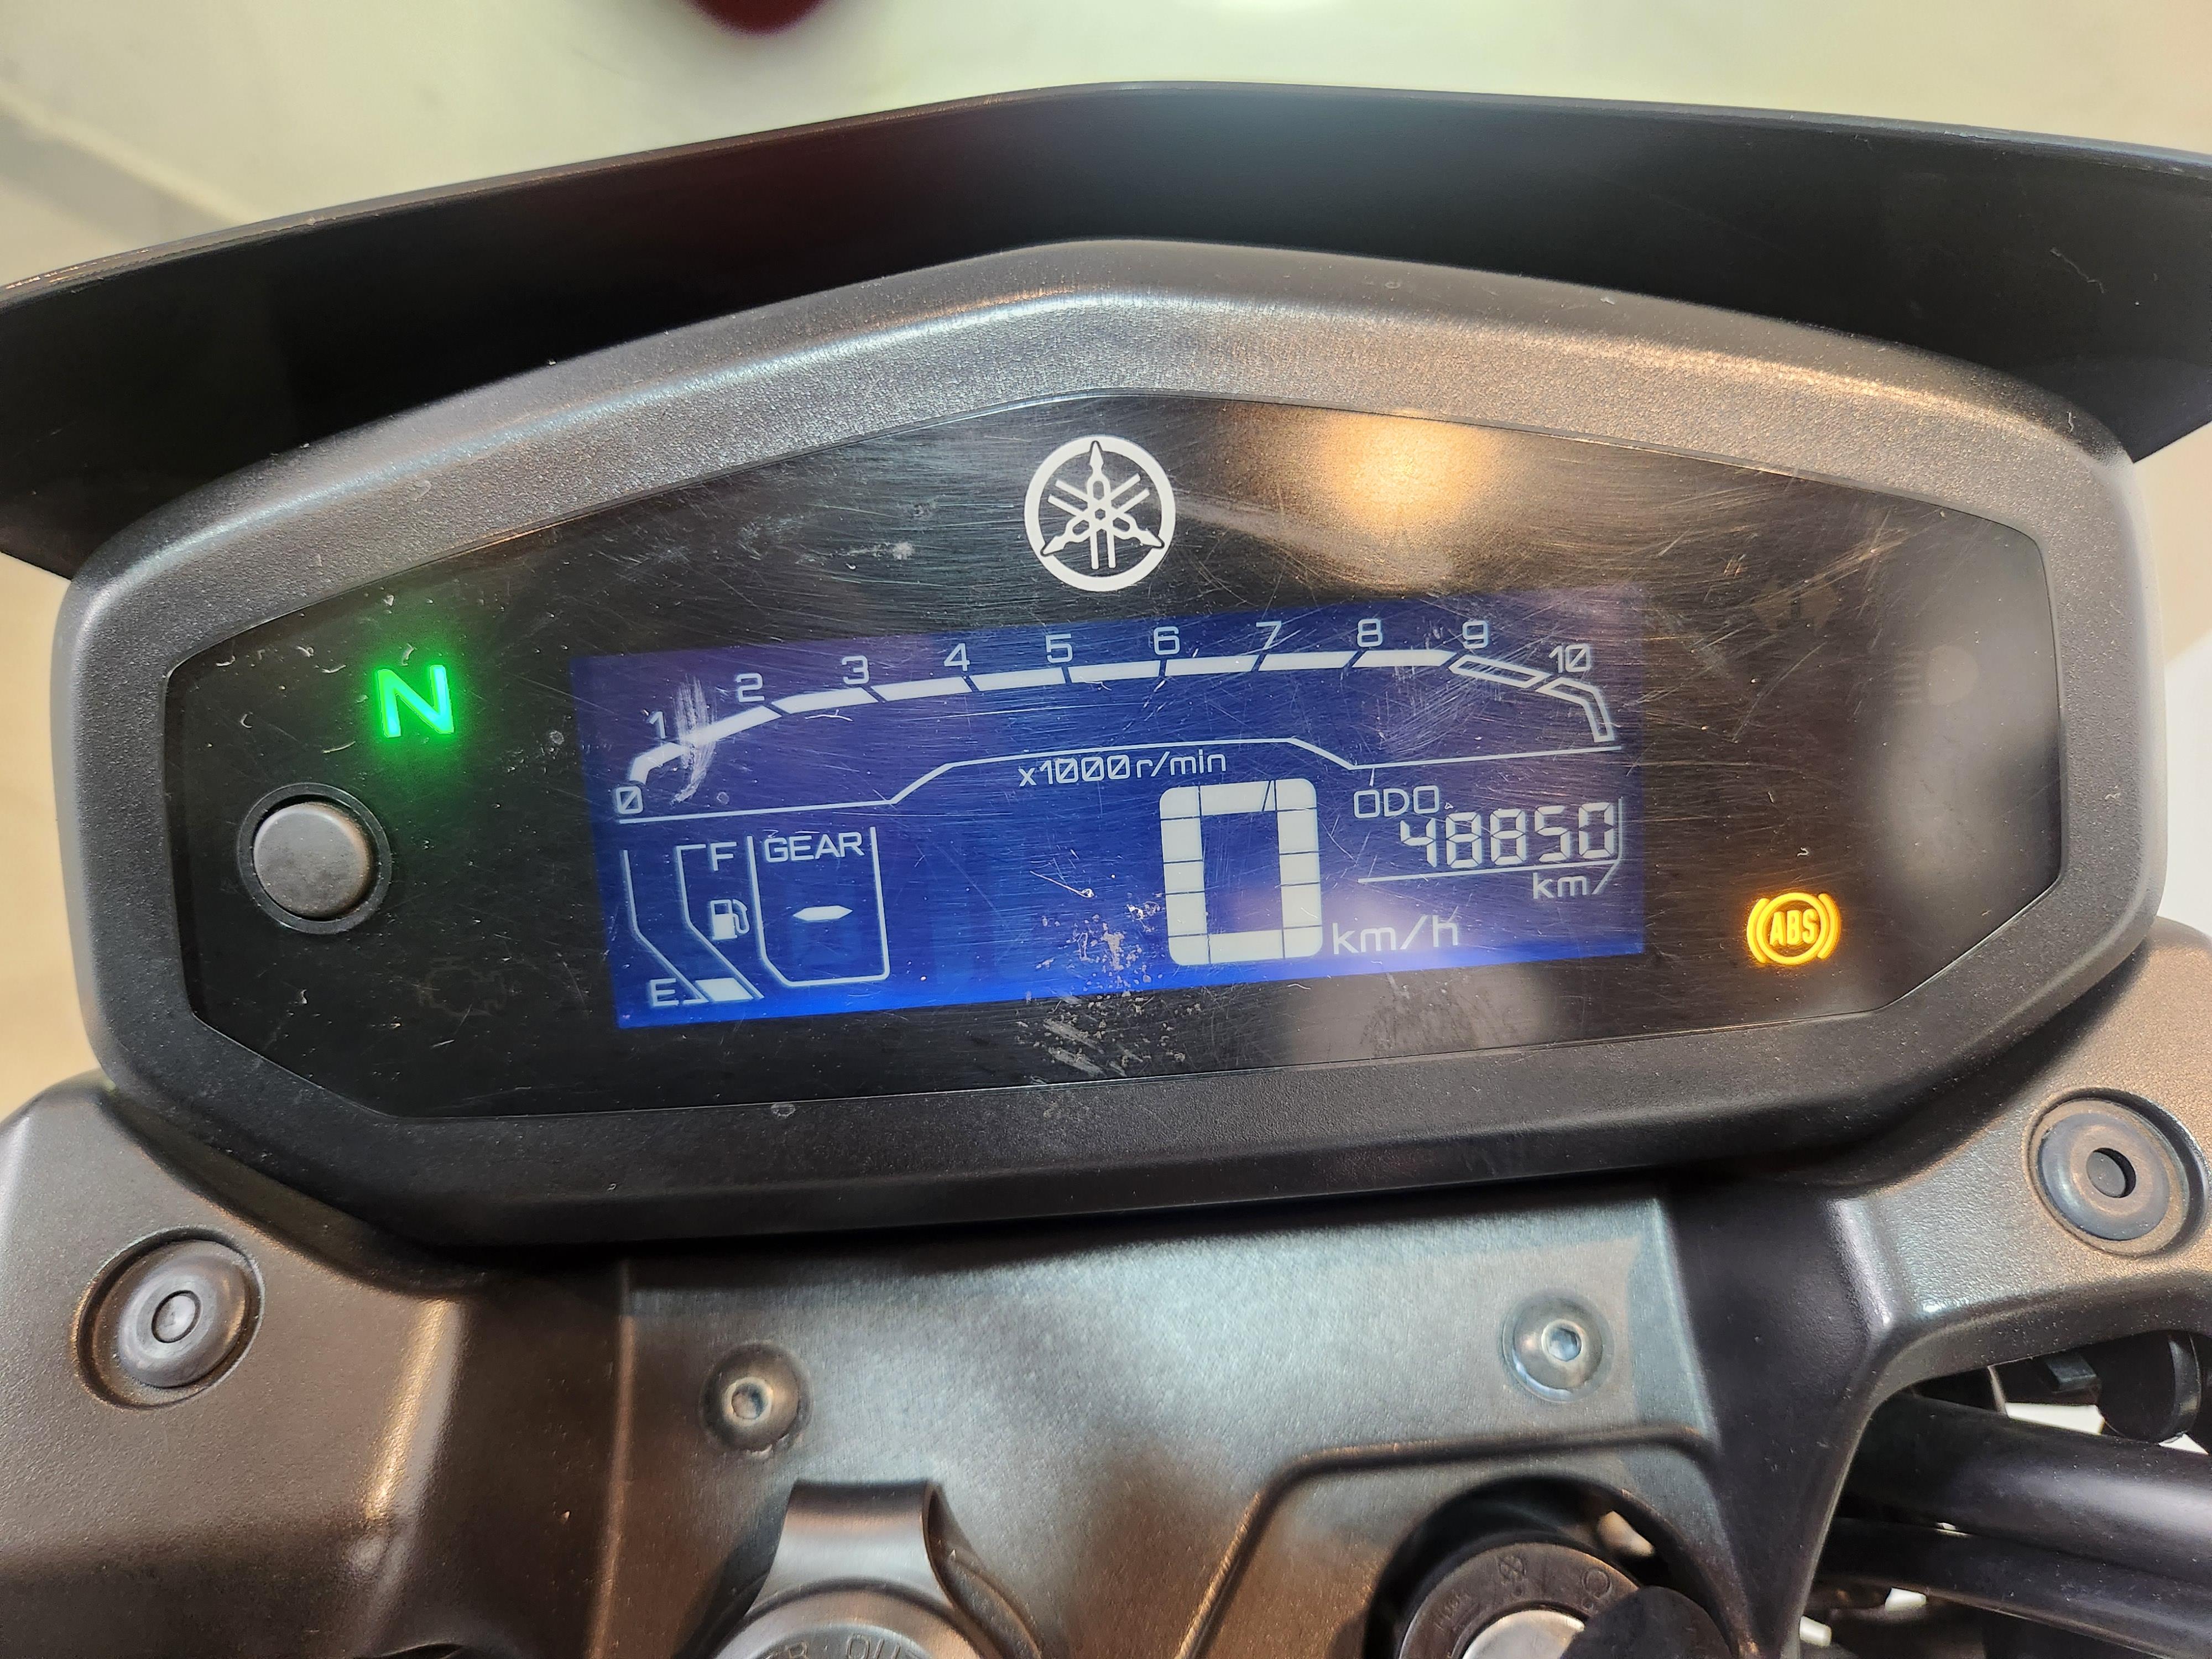 N
0 1 2 3 4 5 6 7 8 9 10
x1000 r/min
ODO
48850
km
F
GEAR
-
E
0 km/h
ABS